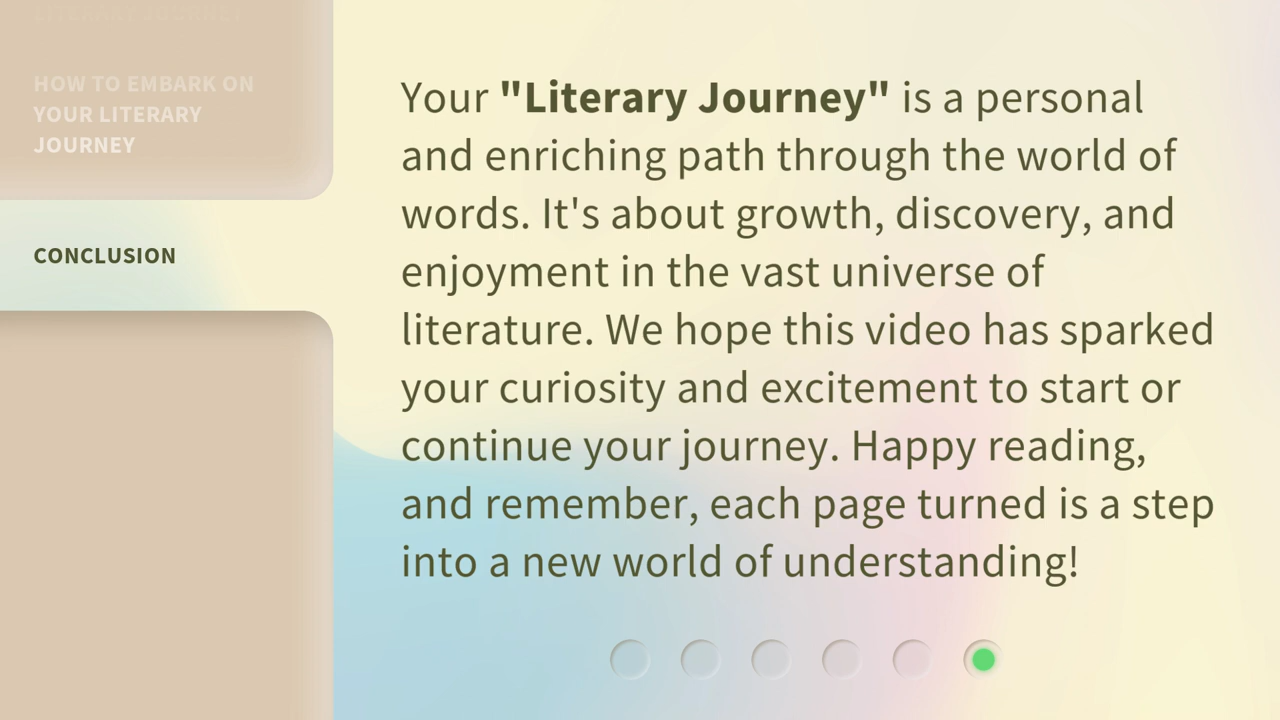 LITERARY JOURNEY
HOW TO EMBARK ON
YOUR LITERARY
JOURNEY
CONCLUSION
Your "Literary Journey" is a personal
and enriching path through the world of
words. It's about growth, discovery, and
enjoyment in the vast universe of
literature. We hope this video has sparked
your curiosity and excitement to start or
continue your journey. Happy reading,
and remember, each page turned is a step
into a new world of understanding!